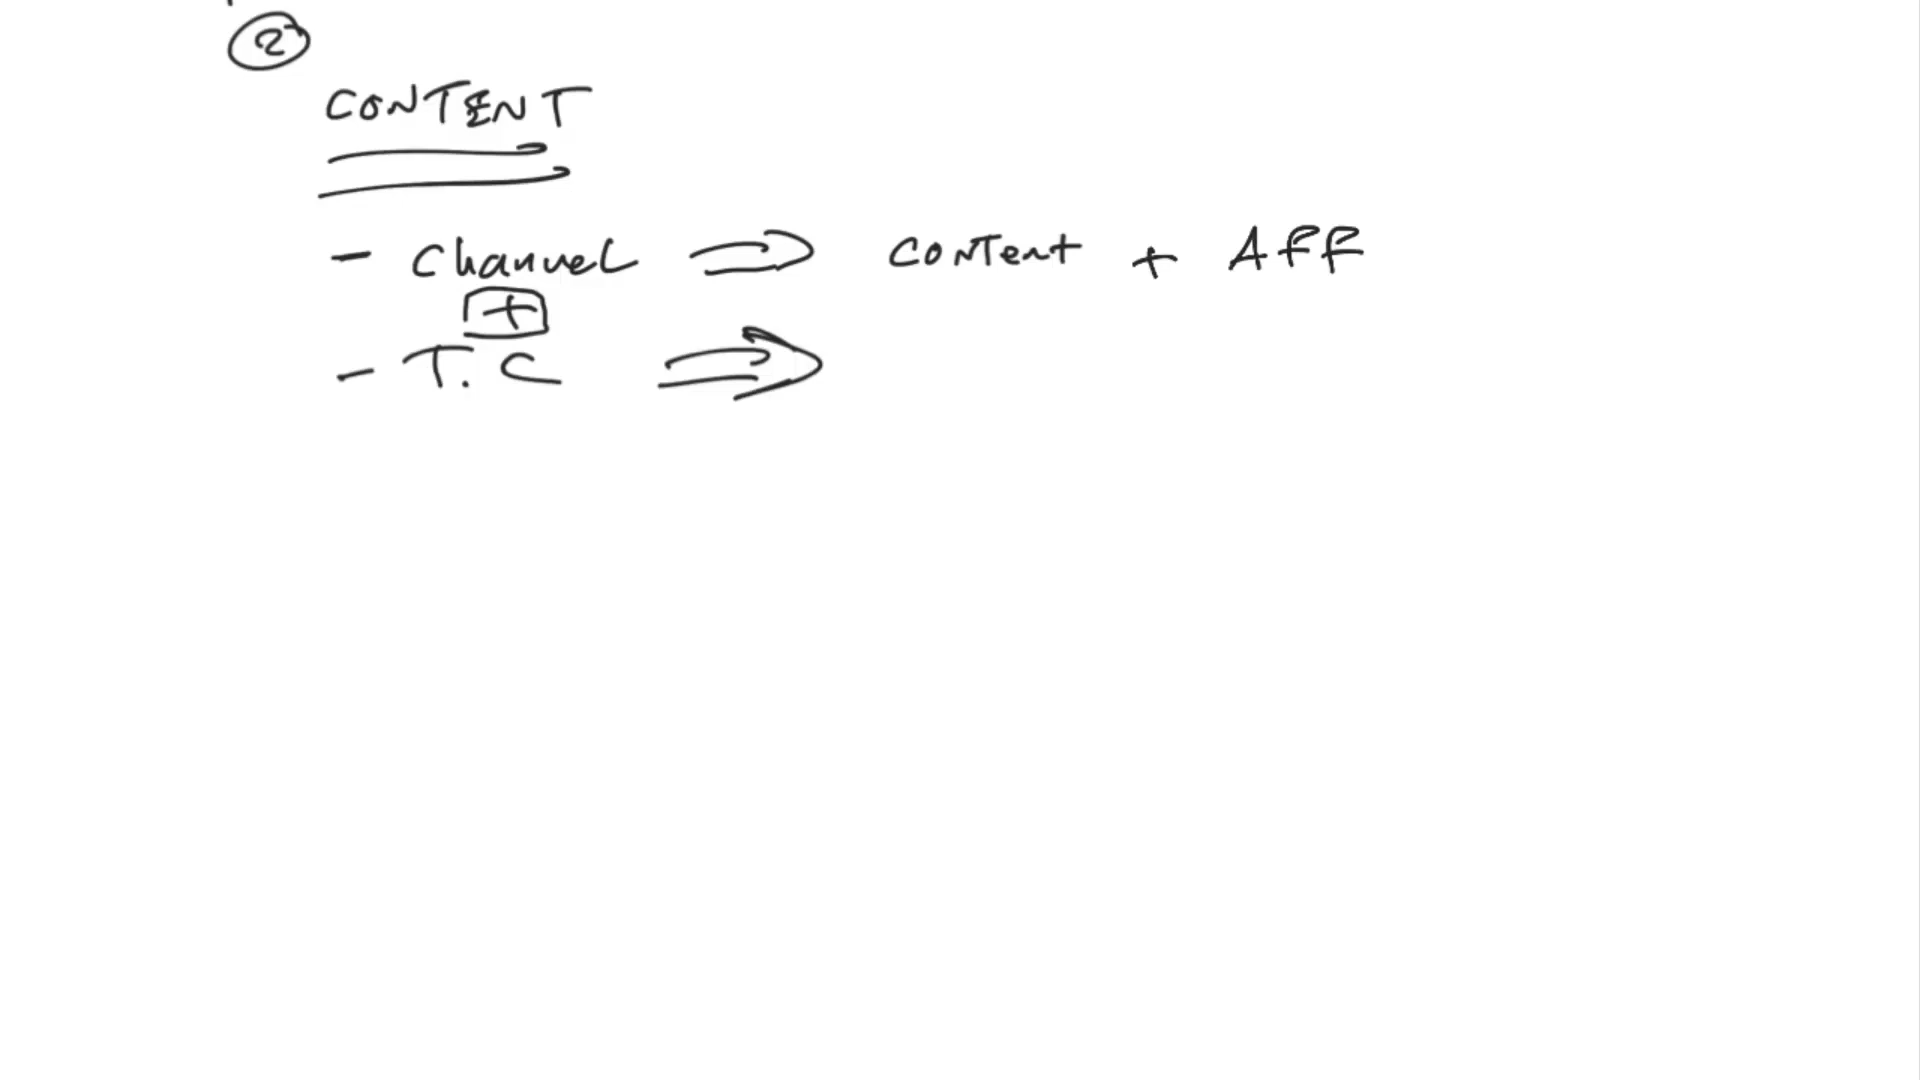 2
CONTENT
- Channel ⇒ Content + Aff
+
- T.C ⇒